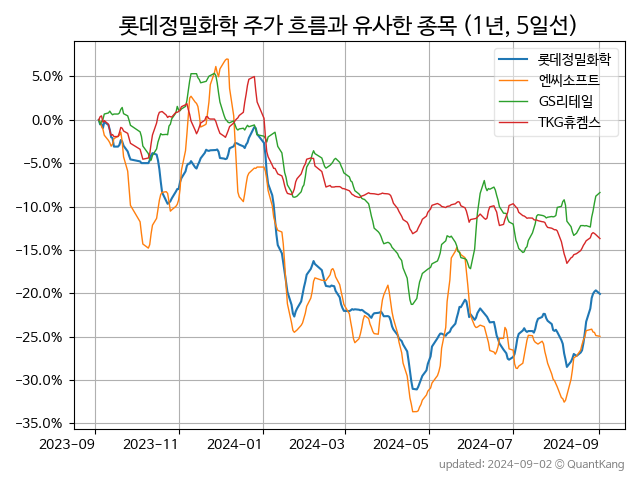 롯데정밀화학 주가 흐름과 유사한 종목 (1년, 5일선)
롯데정밀화학
엔씨소프트
GS리테일
TKG휴켐스
5.0%
0.0%
−5.0%
−10.0%
−15.0%
−20.0%
−25.0%
−30.0%
−35.0%
2023-09 2023-11 2024-01 2024-03 2024-05 2024-07 2024-09
updated: 2024-09-02 © QuantKang